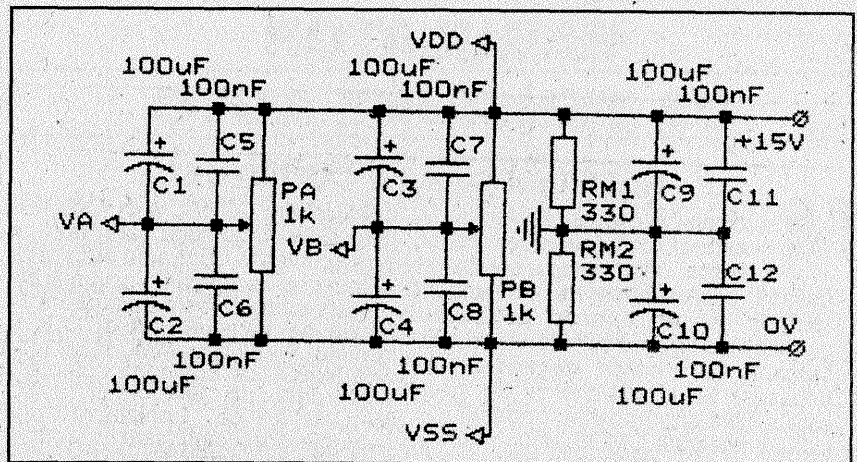 VDD
100uF 100uF 100uF
100nF 100nF 100nF
+ C5 + C7 + +15V
C1 PA C3 RM1 C9 C11
1k 330
VA VB RM2
330 C12
+ C6 + C8 PB + 0V
C2 C4 1k C10
100nF 100nF 100nF
100uF 100uF 100uF
VSS